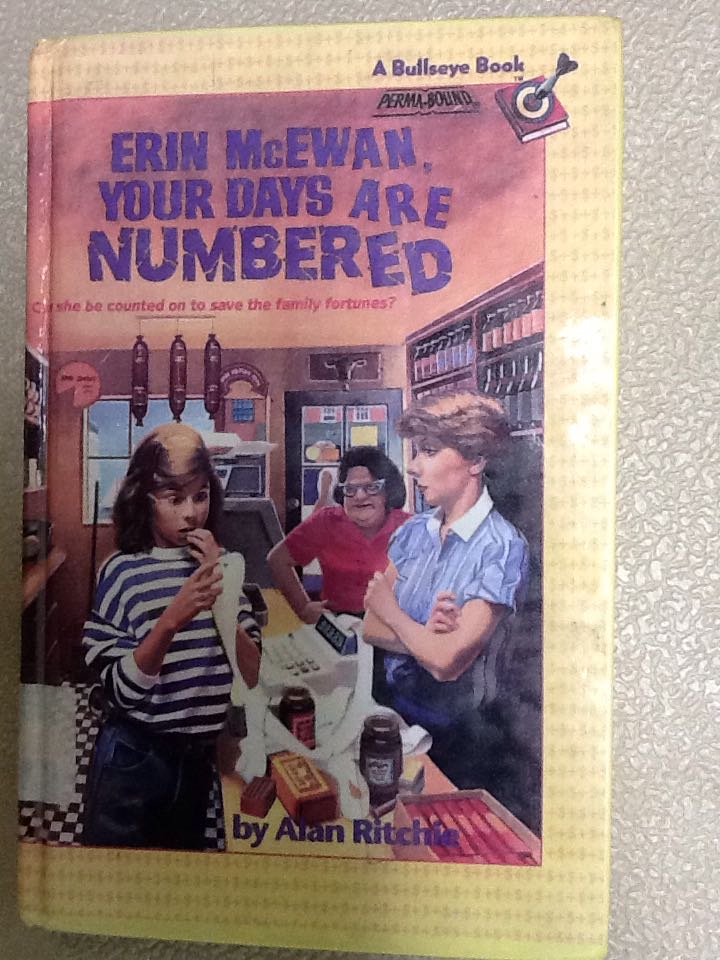 A Bullseye Book
TM
PERMA-BOUND
ERIN McEWAN,
YOUR DAYS ARE
NUMBERED
she be counted on to save the family fortunes?
by Alan Ritchie